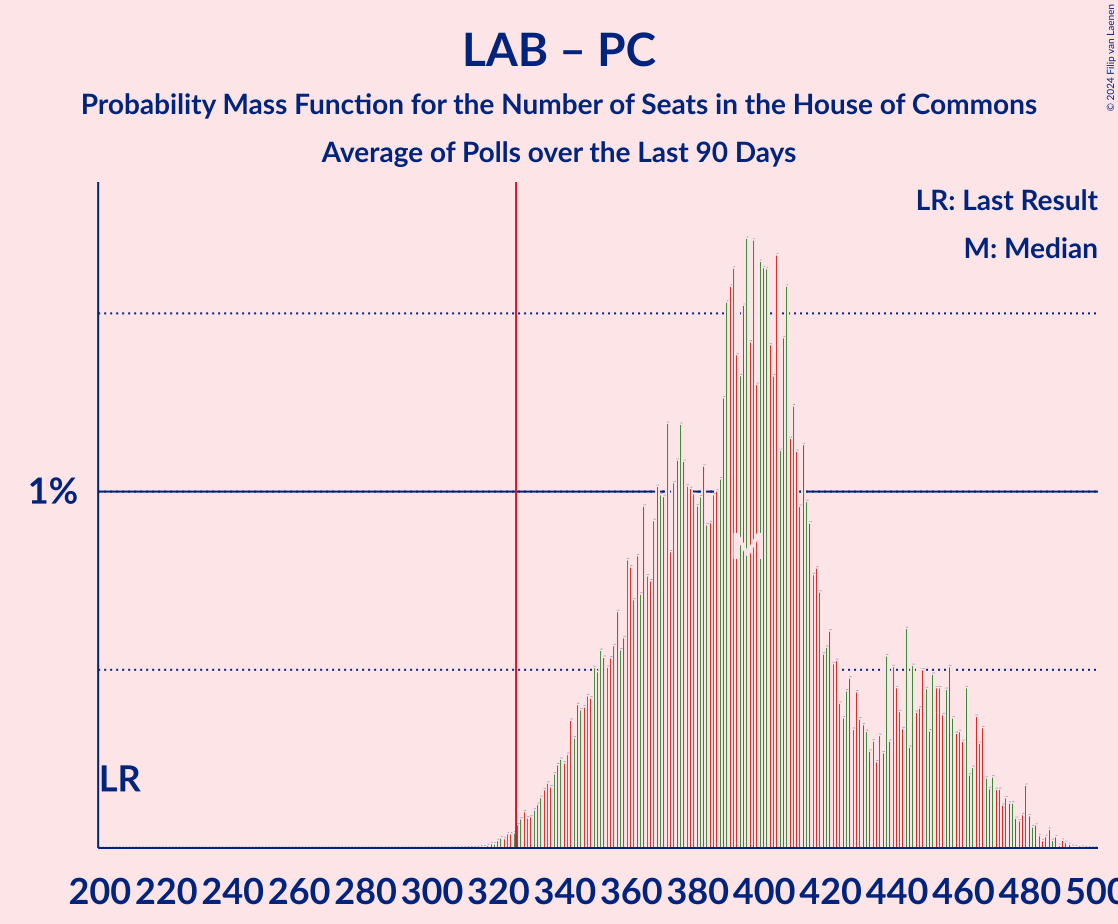 LAB – PC
Probability Mass Function for the Number of Seats in the House of Commons
Average of Polls over the Last 90 Days
© 2024 Filip van Laenen
LR: Last Result
M: Median
1%
M
LR
200 220 240 260 280 300 320 340 360 380 400 420 440 460 480 500